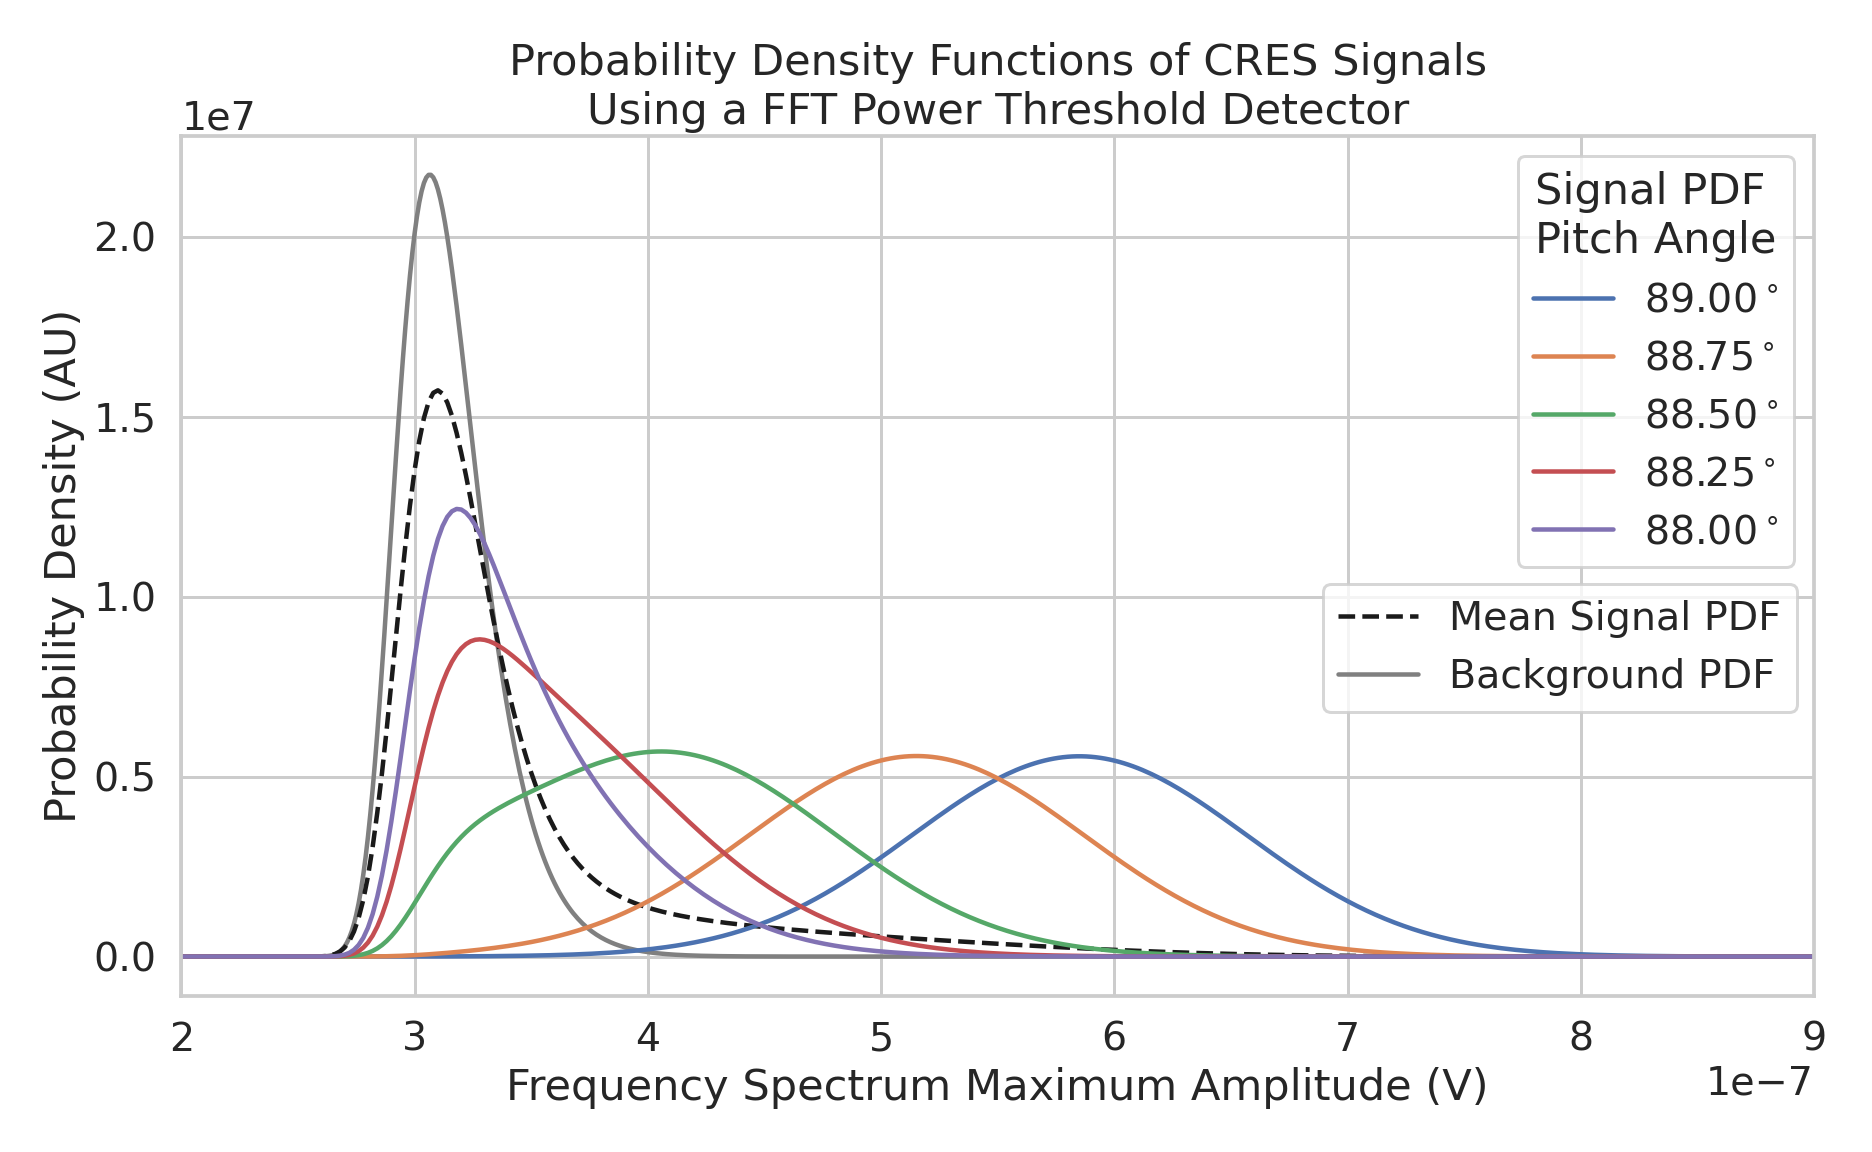 Probability Density Functions of CRES Signals
Using a FFT Power Threshold Detector
1e7
2.0
1.5
1.0
0.5
0.0
Probability Density (AU)
Signal PDF
Pitch Angle
89.00°
88.75°
88.50°
88.25°
88.00°
Mean Signal PDF
Background PDF
2 3 4 5 6 7 8 9
Frequency Spectrum Maximum Amplitude (V)
1e−7